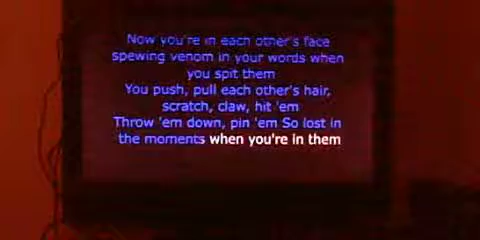 Now you're in each other's face
spewing venom in your words when
you spit them
You push, pull each other's hair,
scratch, claw, hit 'em
Throw 'em down, pin 'em So lost in
the moments when you're in them